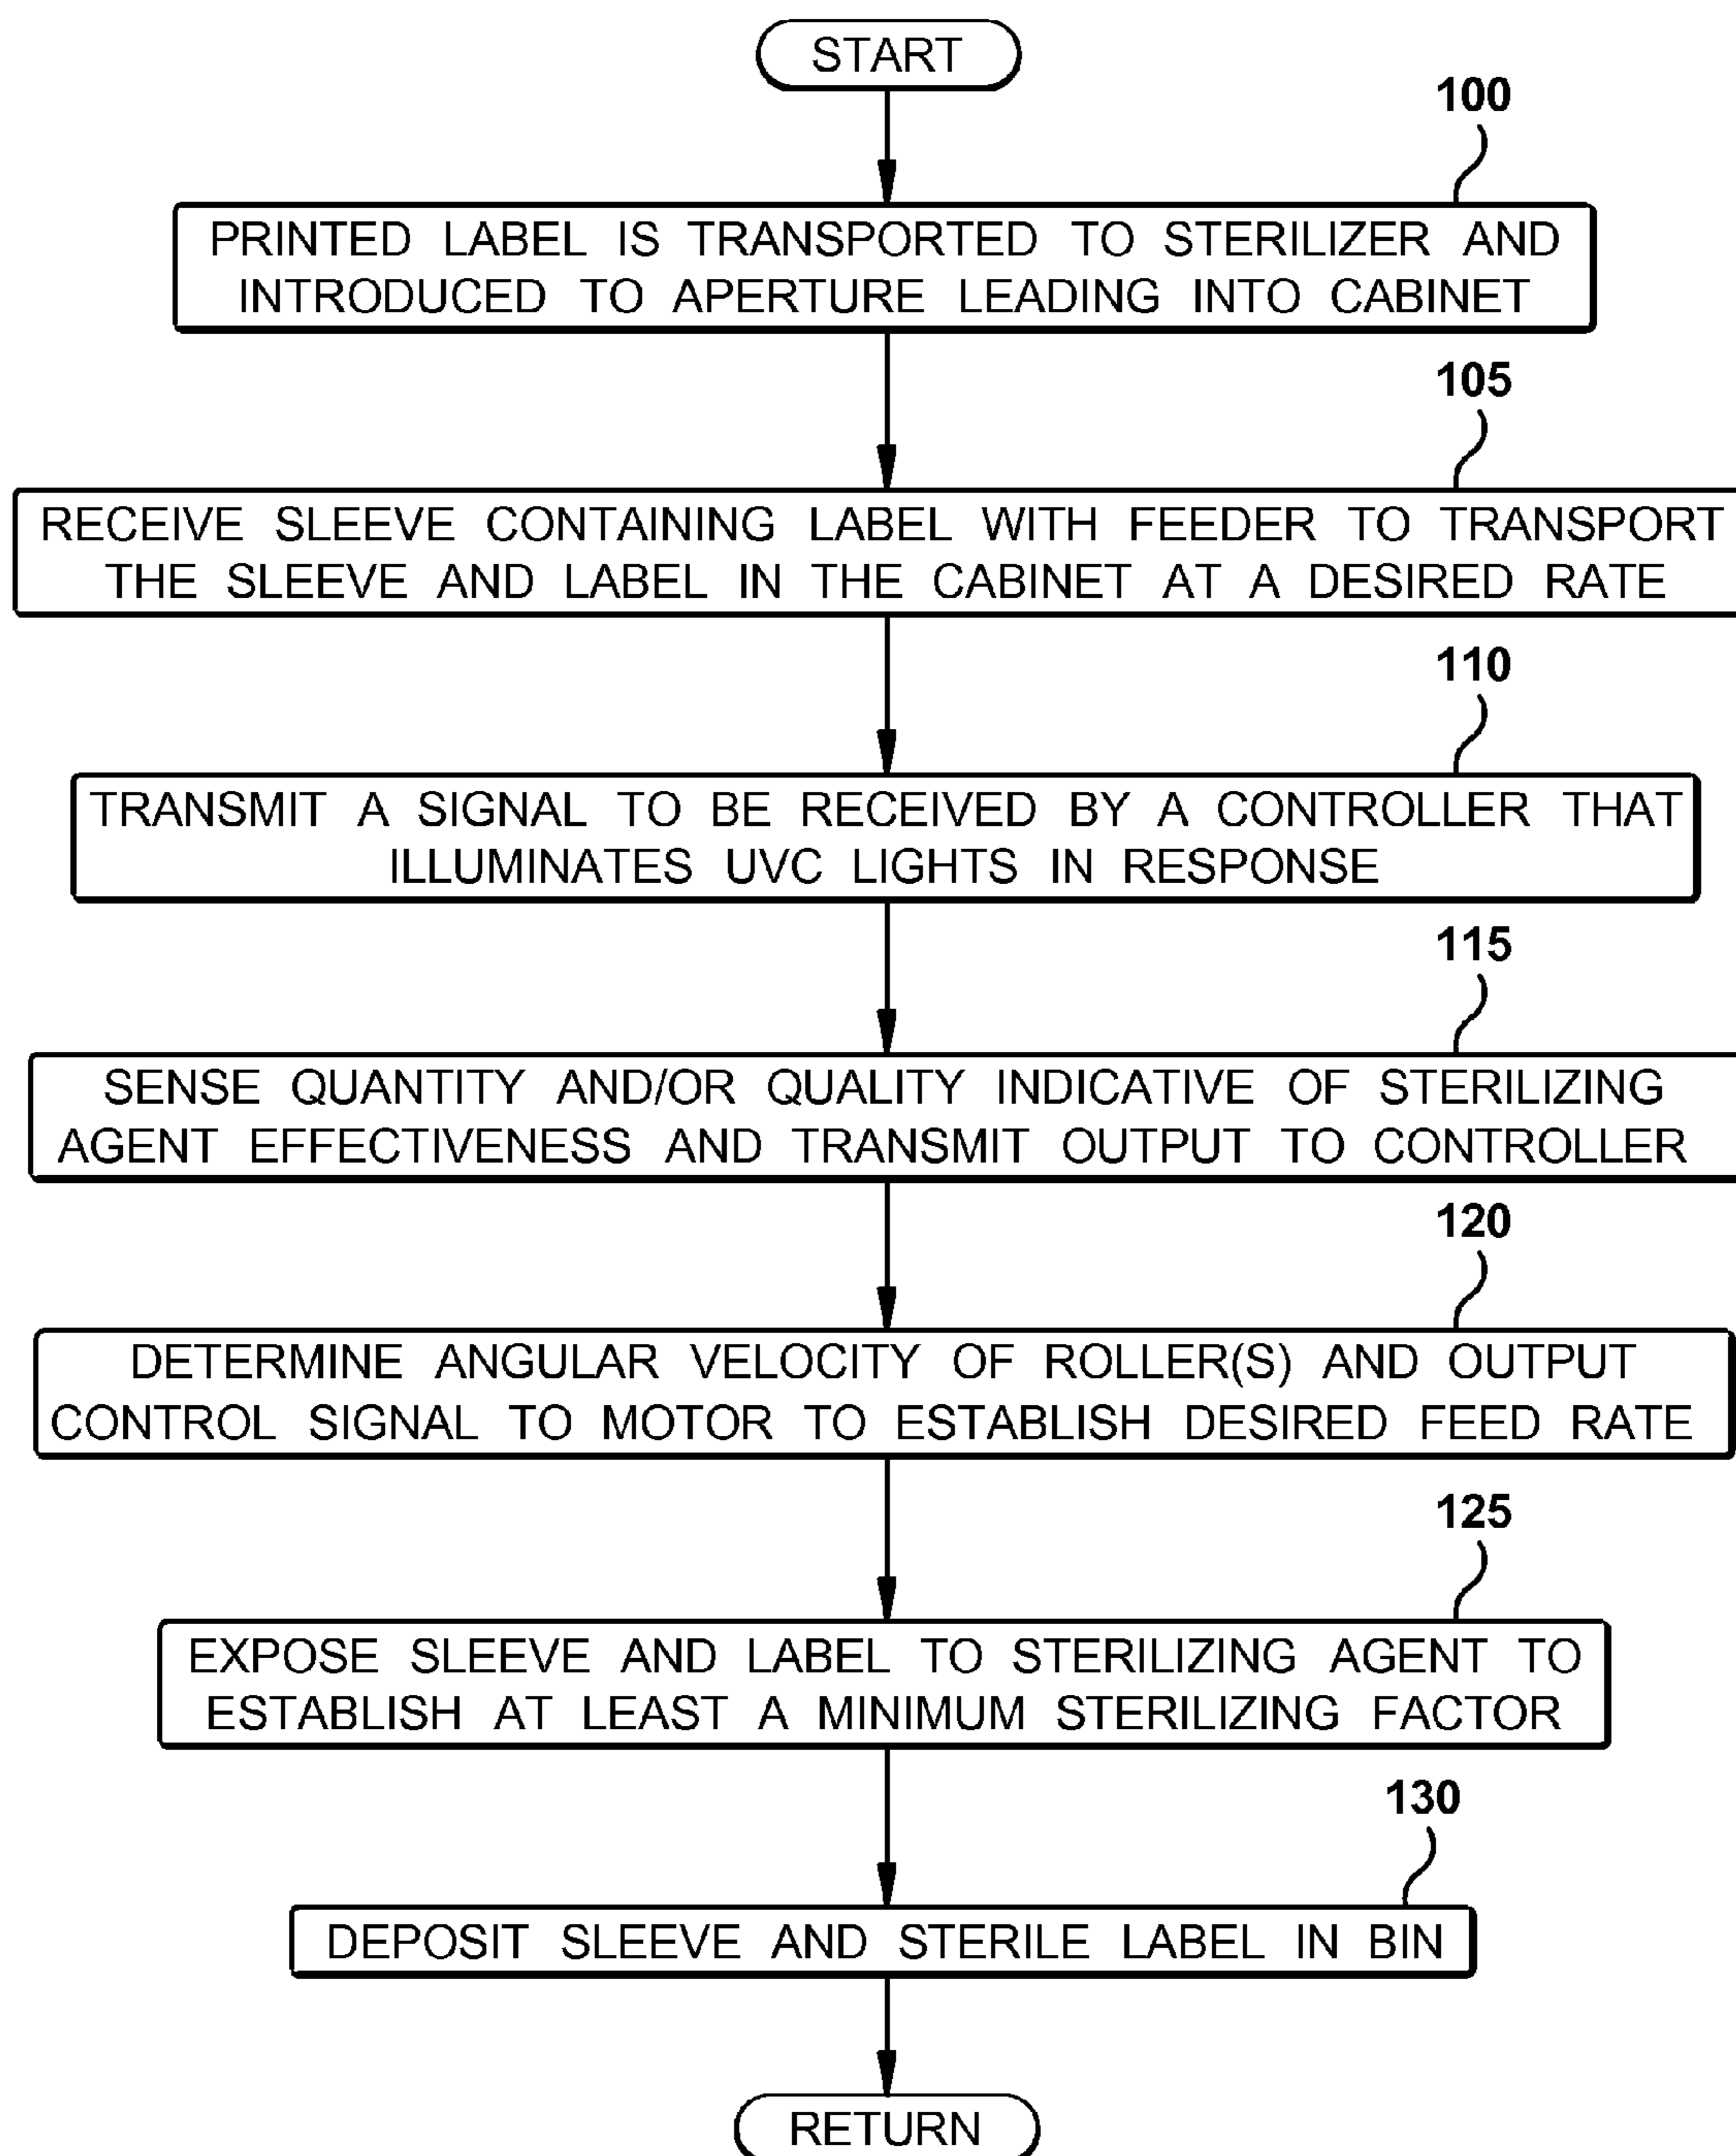 START
100
PRINTED LABEL IS TRANSPORTED TO STERILIZER AND
INTRODUCED TO APERTURE LEADING INTO CABINET
105
RECEIVE SLEEVE CONTAINING LABEL WITH FEEDER TO TRANSPORT
THE SLEEVE AND LABEL IN THE CABINET AT A DESIRED RATE
110
TRANSMIT A SIGNAL TO BE RECEIVED BY A CONTROLLER THAT
ILLUMINATES UVC LIGHTS IN RESPONSE
115
SENSE QUANTITY AND/OR QUALITY INDICATIVE OF STERILIZING
AGENT EFFECTIVENESS AND TRANSMIT OUTPUT TO CONTROLLER
120
DETERMINE ANGULAR VELOCITY OF ROLLER(S) AND OUTPUT
CONTROL SIGNAL TO MOTOR TO ESTABLISH DESIRED FEED RATE
125
EXPOSE SLEEVE AND LABEL TO STERILIZING AGENT TO
ESTABLISH AT LEAST A MINIMUM STERILIZING FACTOR
130
DEPOSIT SLEEVE AND STERILE LABEL IN BIN
RETURN